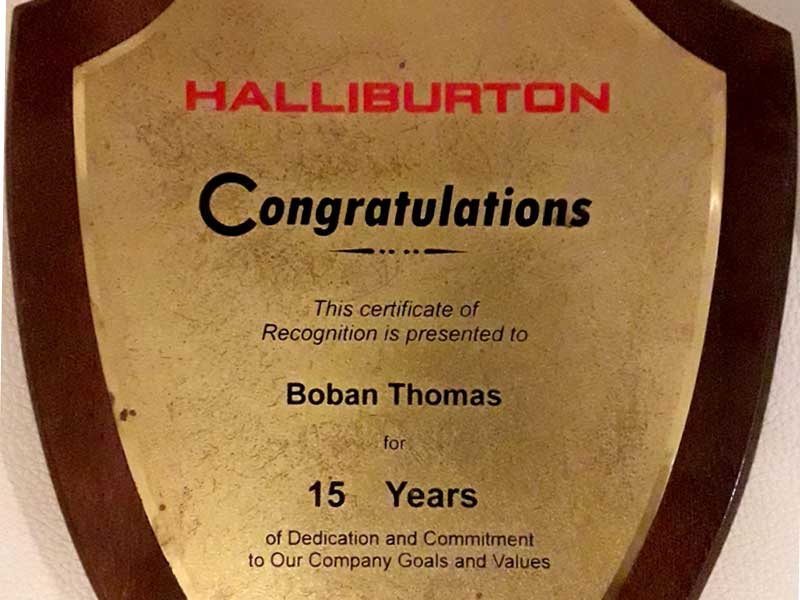 HALLIBURTON
Congratulations
This certificate of
Recognition is presented to
Boban Thomas
for
15 Years
of Dedication and Commitment
to Our Company Goals and Values